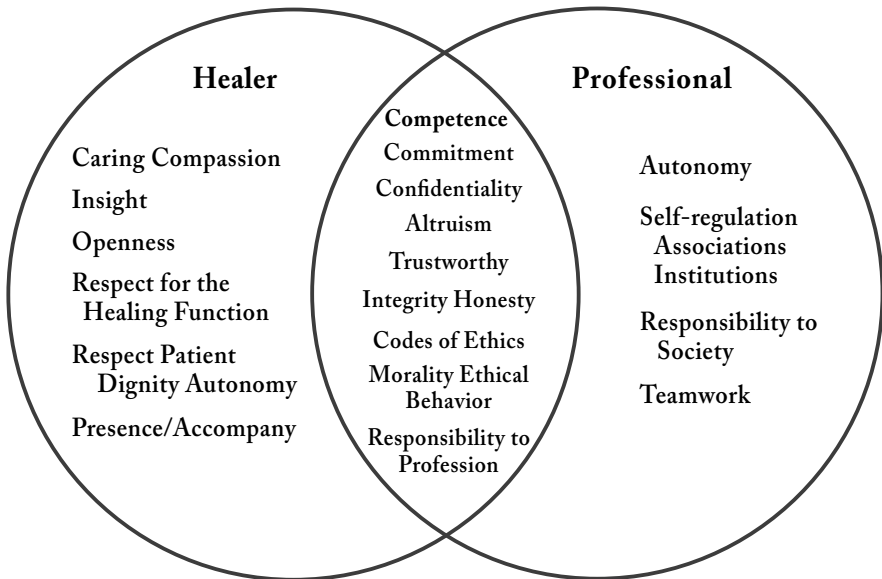 Healer
Professional
Caring Compassion
Insight
Openness
Respect for the
Healing Function
Respect Patient
Dignity Autonomy
Presence/Accompany
Competence
Commitment
Confidentiality
Altruism
Trustworthy
Integrity Honesty
Codes of Ethics
Morality Ethical
Behavior
Responsibility to
Profession
Autonomy
Self-regulation
Associations
Institutions
Responsibility to
Society
Teamwork